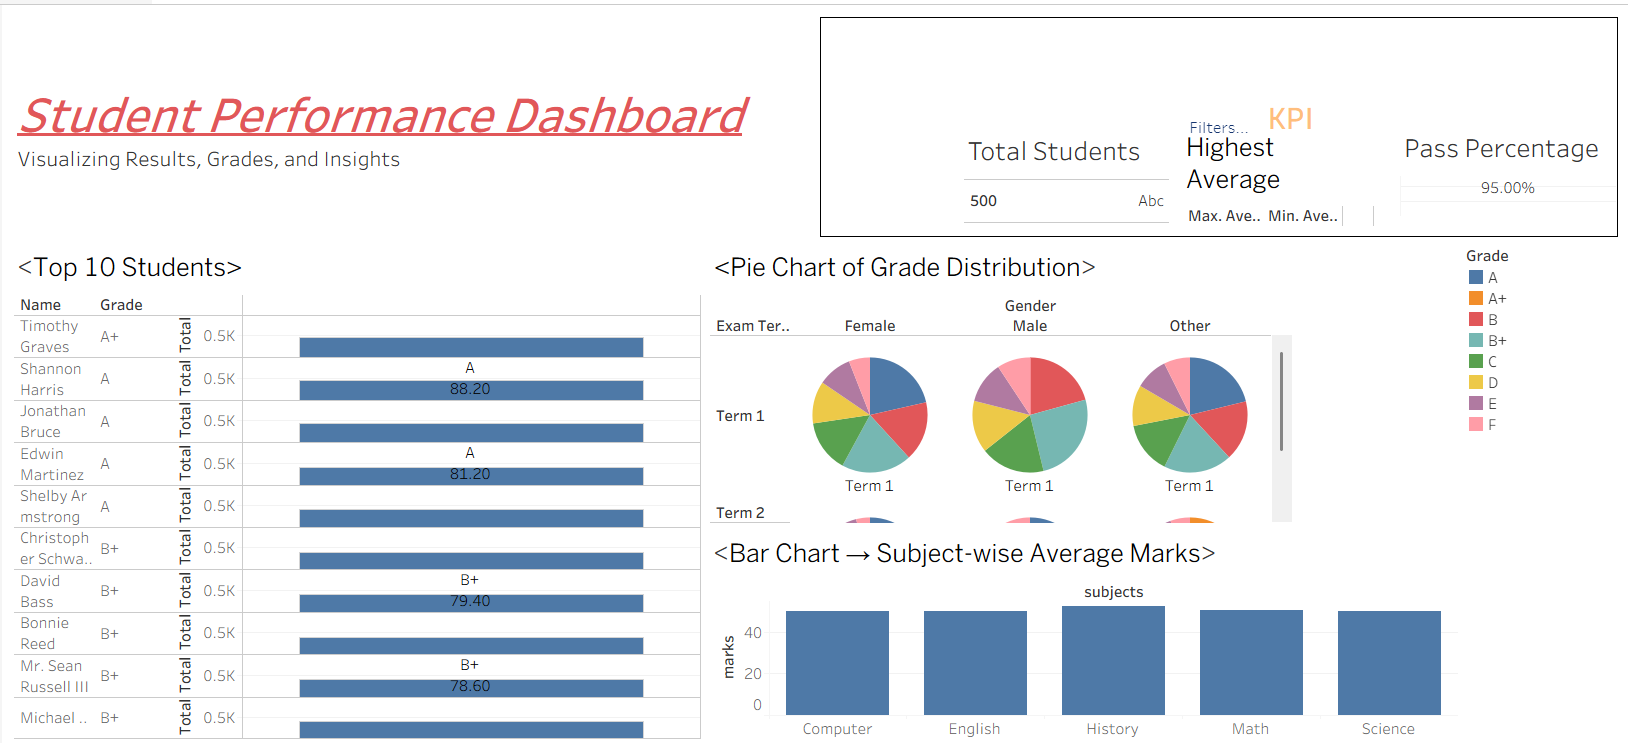 Student Performance Dashboard
Visualizing Results, Grades, and Insights
KPI
Total Students
500 Abc
Filters...
Highest
Average
Max. Ave.. Min. Ave..
Pass Percentage
95.00%
<Top 10 Students>
Name Grade
Timothy
Graves A+ Total 0.5K
Shannon
Harris A Total 0.5K
A
88.20
Jonathan
Bruce A Total 0.5K
Edwin
Martinez A Total 0.5K
A
81.20
Shelby Ar
mstrong A Total 0.5K
Christoph
er Schwa.. B+ Total 0.5K
David
Bass B+ Total 0.5K
B+
79.40
Bonnie
Reed B+ Total 0.5K
Mr. Sean
Russell III B+ Total 0.5K
B+
78.60
Michael .. B+ Total 0.5K
<Pie Chart of Grade Distribution>
Gender
Exam Ter.. Female Male Other
Term 1
Term 1 Term 1 Term 1
Term 2
Grade
A
A+
B
B+
C
D
E
F
<Bar Chart → Subject-wise Average Marks>
subjects
marks
40
20
0
Computer English History Math Science